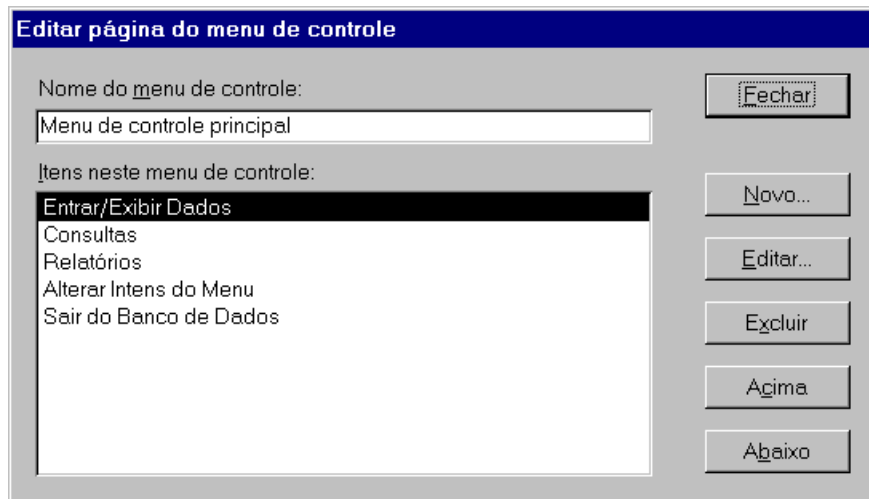 Editar página do menu de controle
Nome do menu de controle:
Menu de controle principal
Fechar
Itens neste menu de controle:
Entrar/Exibir Dados
Consultas
Relatórios
Alterar Intens do Menu
Sair do Banco de Dados
Novo...
Editar...
Excluir
Acima
Abaixo